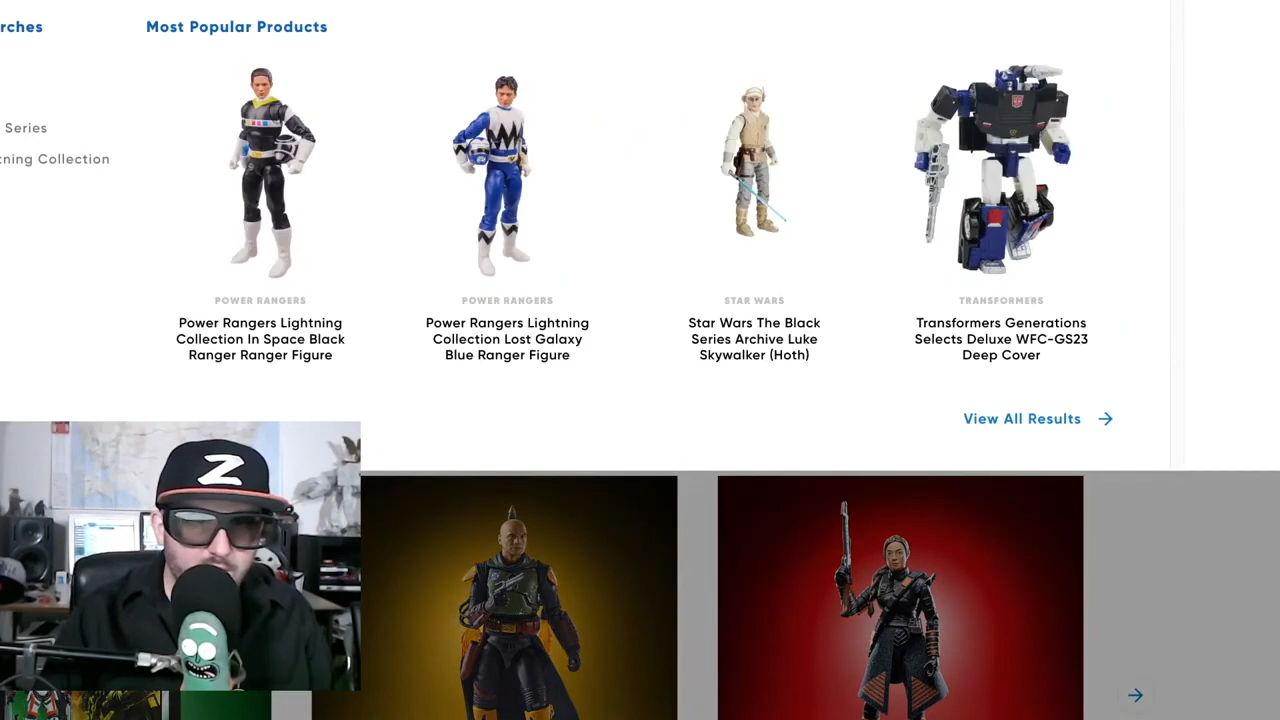 rches
Most Popular Products
Series
tning Collection
POWER RANGERS
Power Rangers Lightning
Collection In Space Black
Ranger Ranger Figure
POWER RANGERS
Power Rangers Lightning
Collection Lost Galaxy
Blue Ranger Figure
STAR WARS
Star Wars The Black
Series Archive Luke
Skywalker (Hoth)
TRANSFORMERS
Transformers Generations
Selects Deluxe WFC-GS23
Deep Cover
View All Results
Z